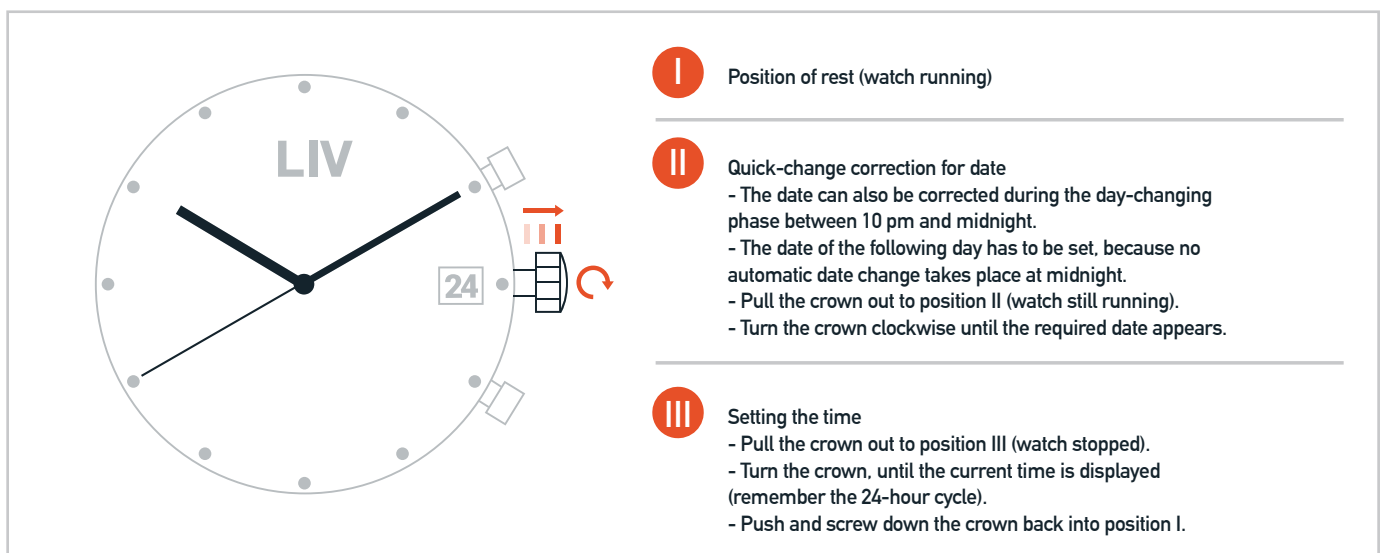 LIV
24
I
Position of rest (watch running)
II
Quick-change correction for date
- The date can also be corrected during the day-changing
phase between 10 pm and midnight.
- The date of the following day has to be set, because no
automatic date change takes place at midnight.
- Pull the crown out to position II (watch still running).
- Turn the crown clockwise until the required date appears.
III
Setting the time
- Pull the crown out to position III (watch stopped).
- Turn the crown, until the current time is displayed
(remember the 24-hour cycle).
- Push and screw down the crown back into position I.